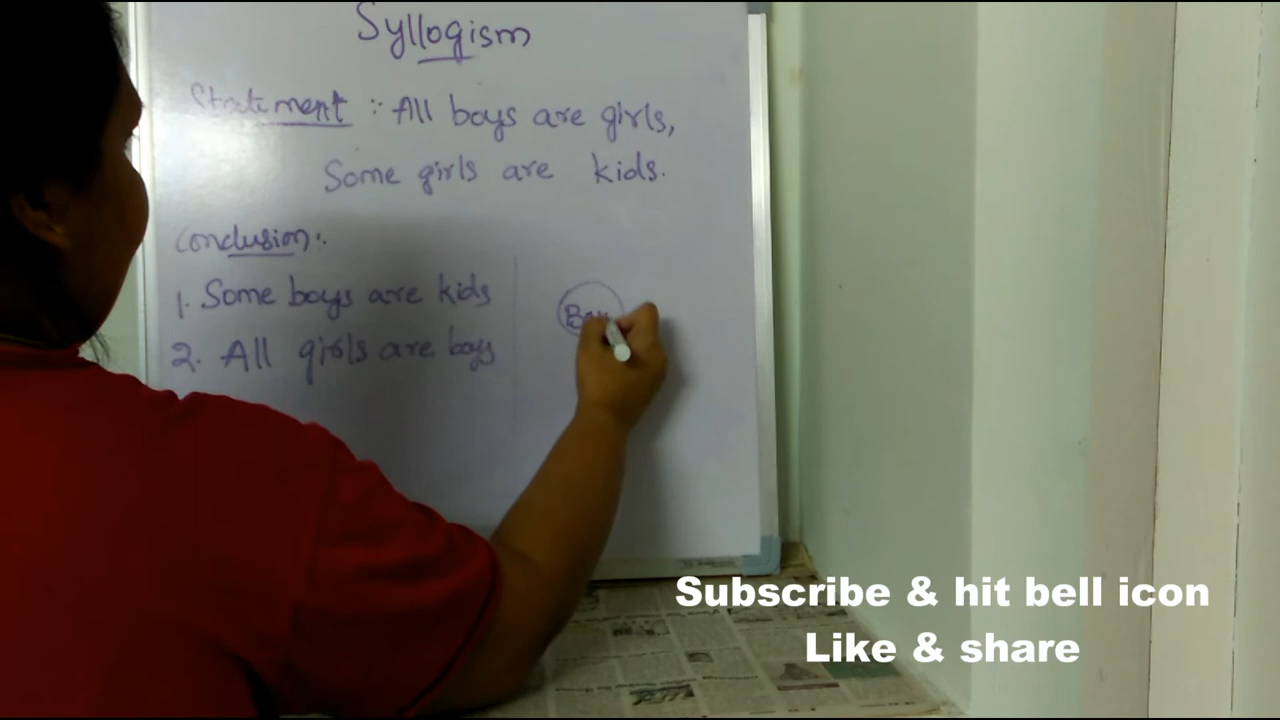 Syllogism
Statement :- All boys are girls,
Some girls are kids.
Conclusion:.
1. Some boys are kids
2. All girls are boys
Subscribe & hit bell icon
Like & share